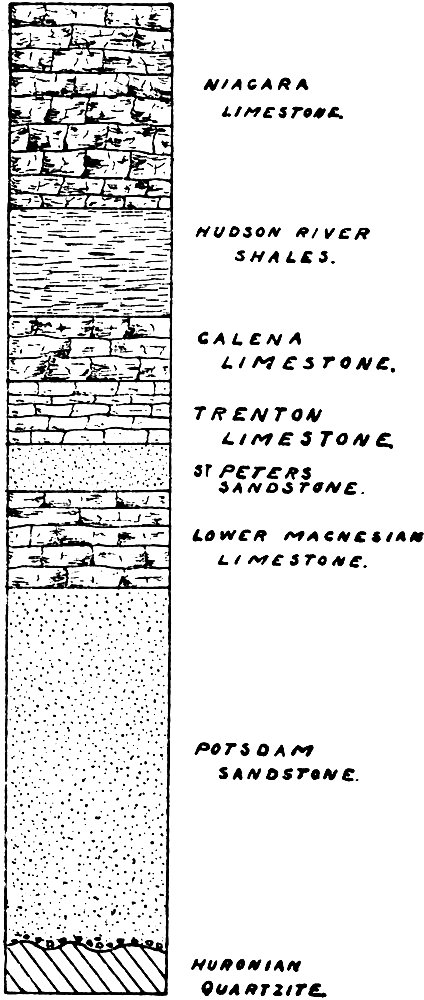 NIAGARA
LIMESTONE.
HUDSON RIVER
SHALES.
GALENA
LIMESTONE.
TRENTON
LIMESTONE.
ST PETERS
SANDSTONE.
LOWER MAGNESIAN
LIMESTONE.
POTSDAM
SANDSTONE.
HURONIAN
QUARTZITE.